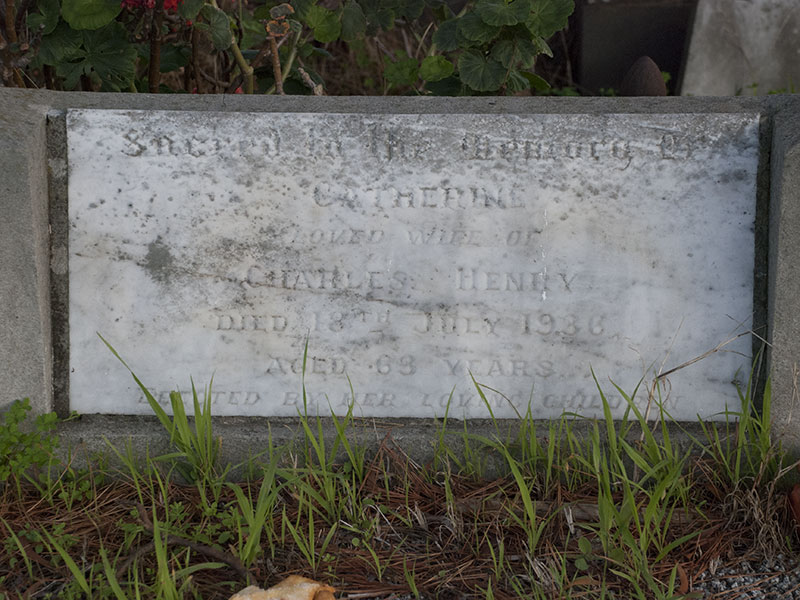 Sacred to the Memory Of
CATHERINE
LOVED WIFE OF
CHARLES HENRY
DIED 18TH JULY 1936
AGED 63 YEARS
ERECTED BY HER LOVING CHILDREN